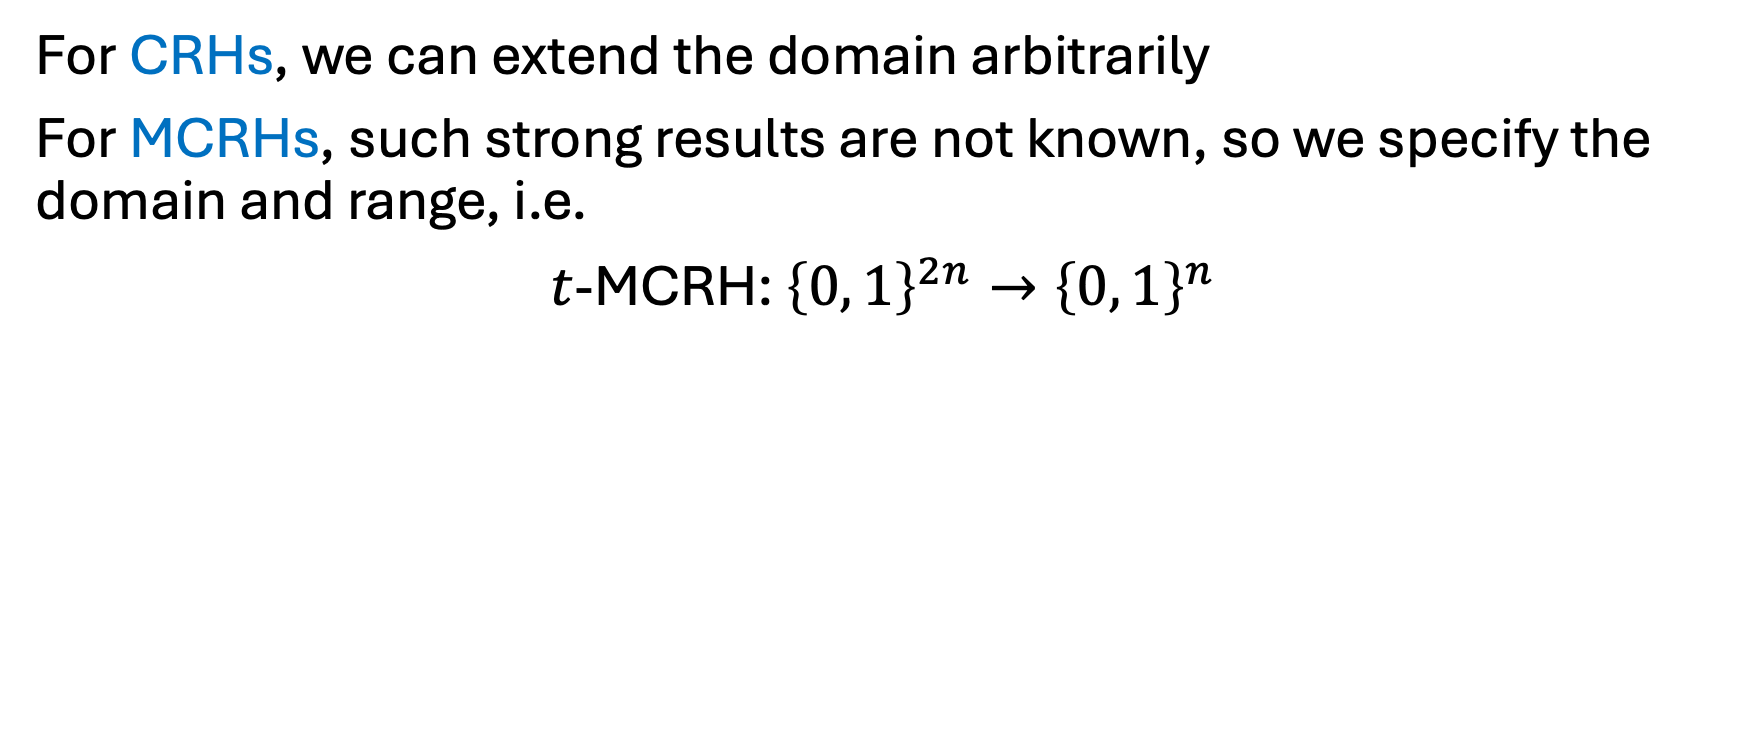 For CRHs, we can extend the domain arbitrarily
For MCRHs, such strong results are not known, so we specify the
domain and range, i.e.
𝑡-MCRH: {0, 1}²ⁿ → {0, 1}ⁿ